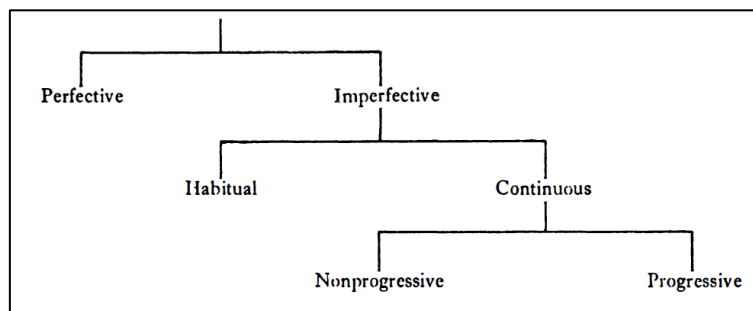 Perfective Imperfective
Habitual Continuous
Nonprogressive Progressive